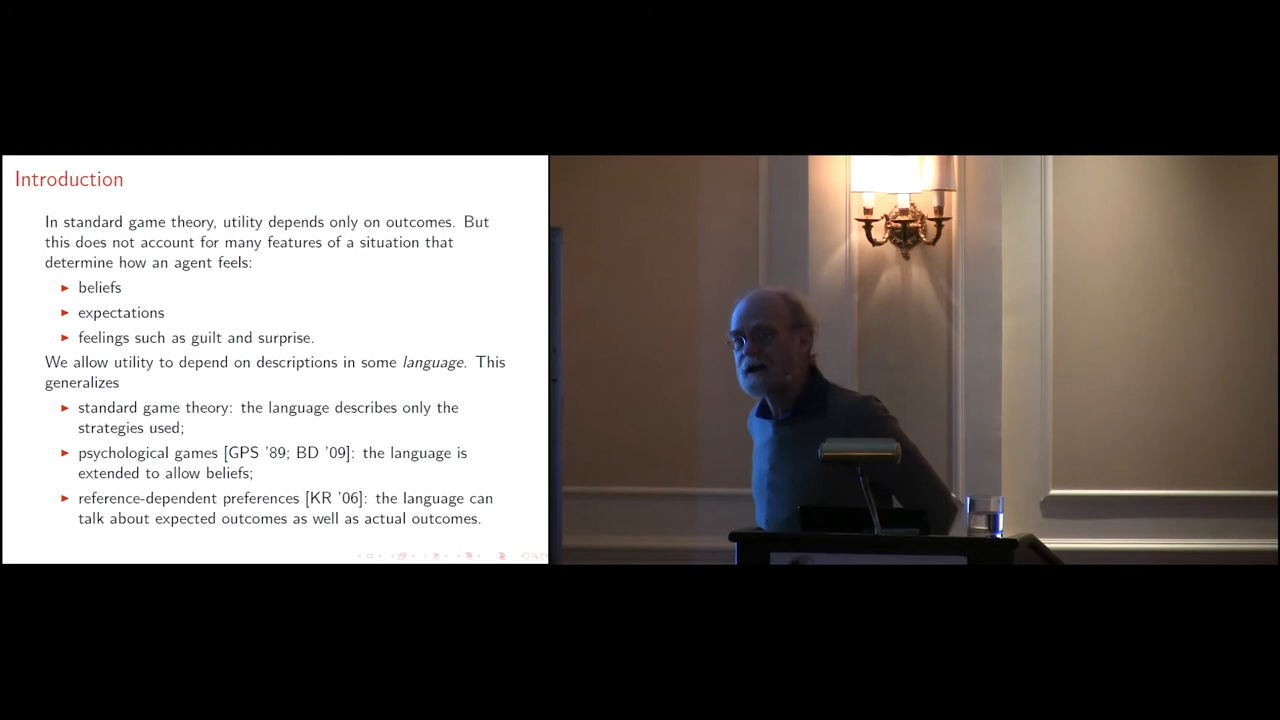 Introduction
In standard game theory, utility depends only on outcomes. But
this does not account for many features of a situation that
determine how an agent feels:
► beliefs
► expectations
► feelings such as guilt and surprise.
We allow utility to depend on descriptions in some language. This
generalizes
► standard game theory: the language describes only the
strategies used;
► psychological games [GPS '89; BD '09]: the language is
extended to allow beliefs;
► reference-dependent preferences [KR '06]: the language can
talk about expected outcomes as well as actual outcomes.